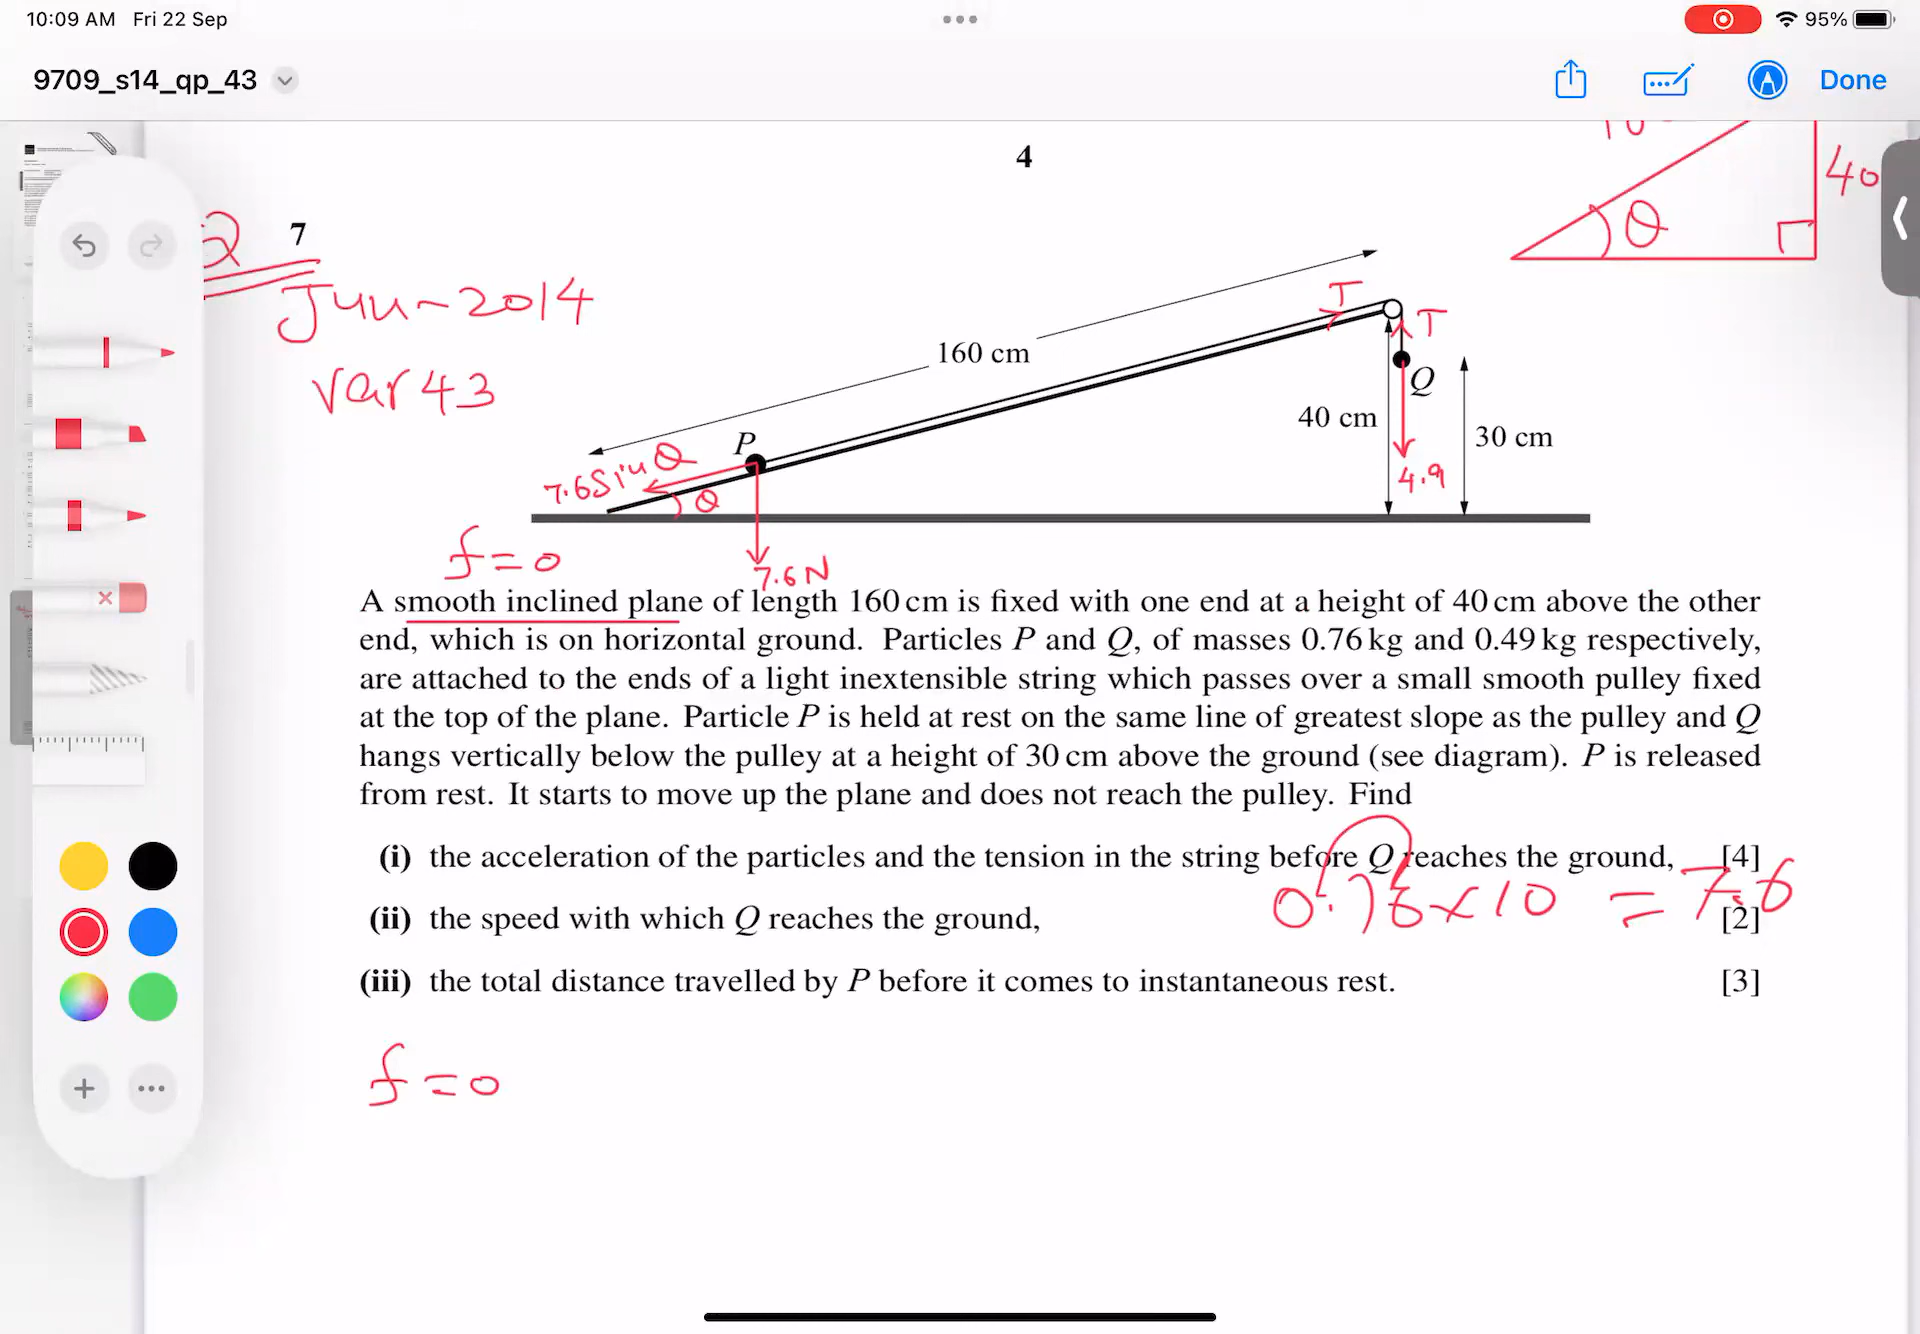 10:09 AM Fri 22 Sep
95%
9709_s14_qp_43
Done
4
40
θ
Q
7
Jun-2014
Var 43
160 cm
T
T
Q
40 cm
30 cm
P
7.6Sinθ
θ
4.9
f=0
7.6N
A smooth inclined plane of length 160 cm is fixed with one end at a height of 40 cm above the other
end, which is on horizontal ground. Particles P and Q, of masses 0.76 kg and 0.49 kg respectively,
are attached to the ends of a light inextensible string which passes over a small smooth pulley fixed
at the top of the plane. Particle P is held at rest on the same line of greatest slope as the pulley and Q
hangs vertically below the pulley at a height of 30 cm above the ground (see diagram). P is released
from rest. It starts to move up the plane and does not reach the pulley. Find
(i) the acceleration of the particles and the tension in the string before Q reaches the ground, [4]
0.76×10 = 7.6
(ii) the speed with which Q reaches the ground, [2]
(iii) the total distance travelled by P before it comes to instantaneous rest. [3]
f=0